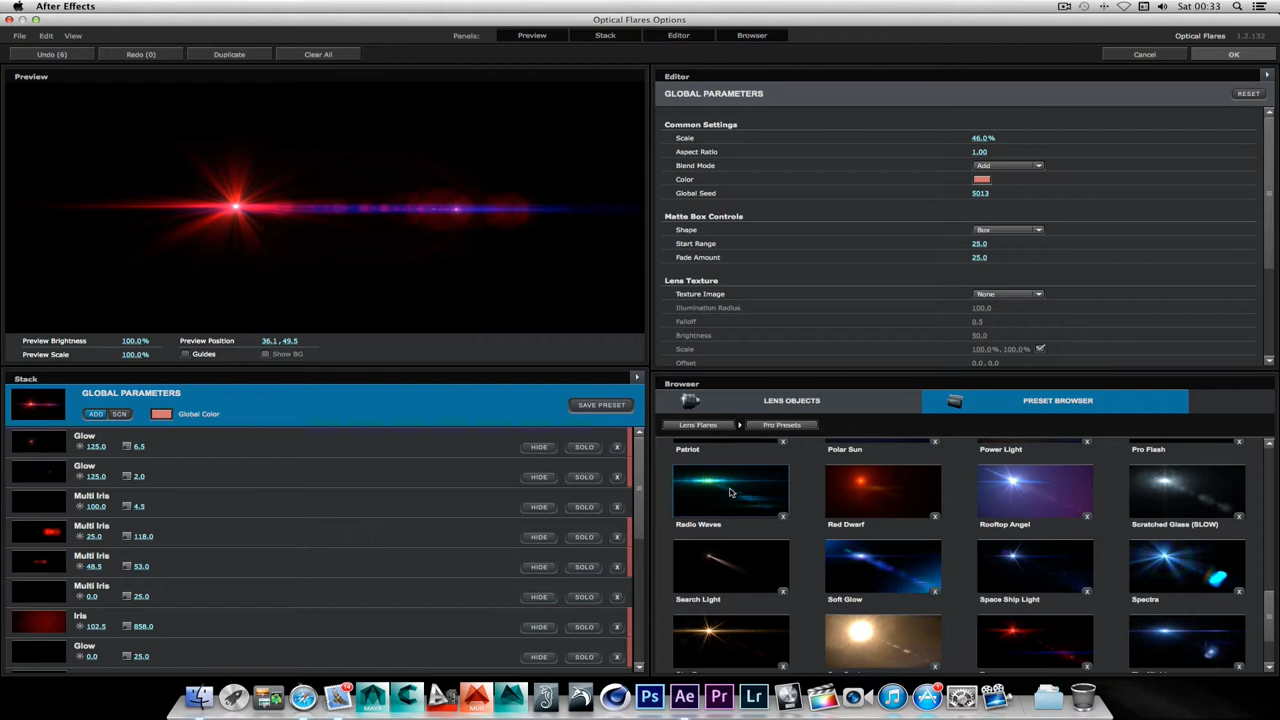 After Effects
Sat 00:33
Optical Flares Options
File Edit View
Panels: Preview Stack Editor Browser
Optical Flares 1.2.132
Undo (6) Redo (0) Duplicate Clear All
Cancel OK
Preview
Preview Brightness 100.0% Preview Position 36.1, 49.5
Preview Scale 100.0% Guides Show BG
Editor
GLOBAL PARAMETERS RESET
Common Settings
Scale 46.0%
Aspect Ratio 1.00
Blend Mode Add
Color
Global Seed 5013
Matte Box Controls
Shape Box
Start Range 25.0
Fade Amount 25.0
Lens Texture
Texture Image None
Illumination Radius 100.0
Falloff 0.5
Brightness 50.0
Scale 100.0%, 100.0%
Offset 0.0, 0.0
Stack
GLOBAL PARAMETERS
ADD SCN Global Color SAVE PRESET
Glow
125.0 6.5 HIDE SOLO X
Glow
125.0 2.0 HIDE SOLO X
Multi Iris
100.0 4.5 HIDE SOLO X
Multi Iris
25.0 118.0 HIDE SOLO X
Multi Iris
48.5 53.0 HIDE SOLO X
Multi Iris
0.0 25.0 HIDE SOLO X
Iris
102.5 858.0 HIDE SOLO X
Glow
0.0 25.0 HIDE SOLO X
Browser
LENS OBJECTS PRESET BROWSER
Lens Flares Pro Presets
Patriot Polar Sun Power Light Pro Flash
Radio Waves Red Dwarf Rooftop Angel Scratched Glass (SLOW)
Search Light Soft Glow Space Ship Light Spectra
MAYA MUD Ps Ae Pr Lr